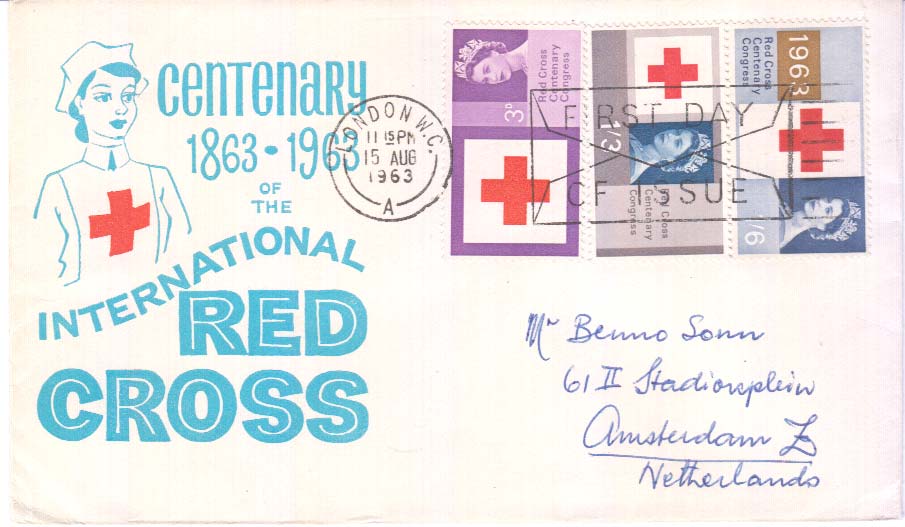 CENTENARY
1863 • 1963
OF
THE
INTERNATIONAL
RED
CROSS
LONDON W.C.
11 15 PM
15 AUG
1963
A
FIRST DAY
OF ISSUE
3D
Red Cross
Centenary
Congress
1/3
Red Cross
Centenary
Congress
1963
Red Cross
Centenary
Congress
1/6
Mr Benno Sonn
61 II Stadionplein
Amsterdam Z
Netherlands